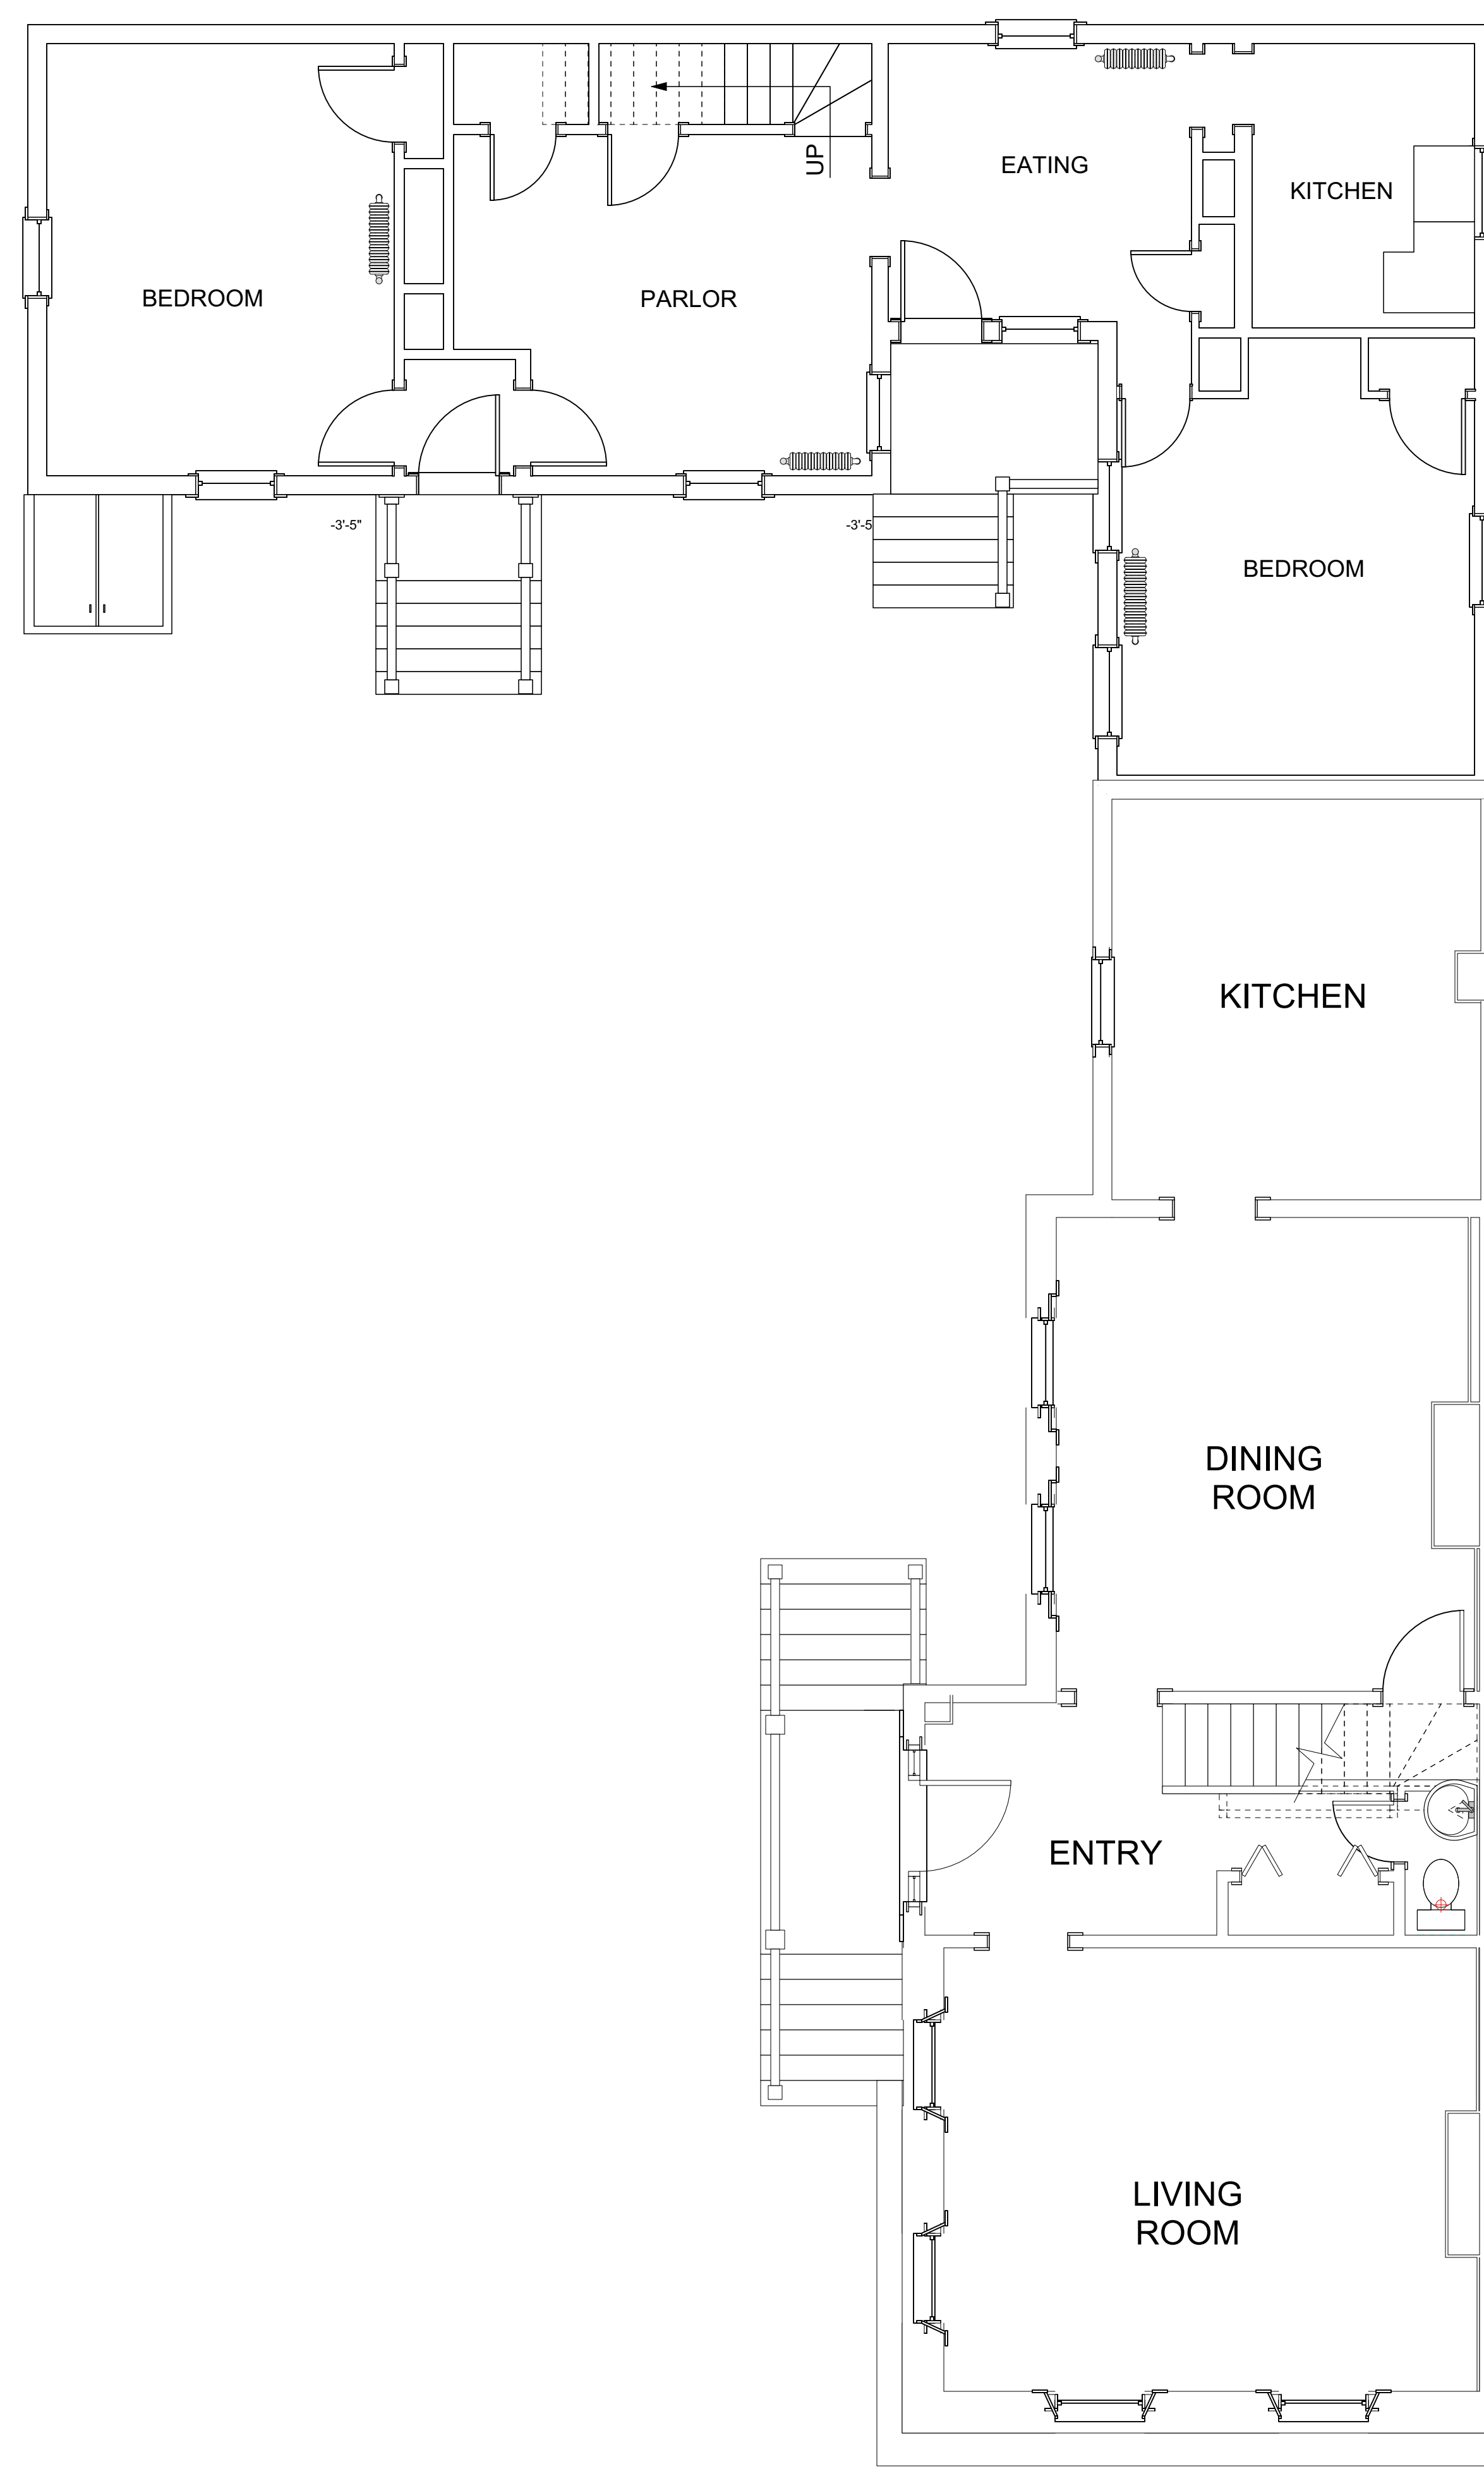 UP
EATING
KITCHEN
BEDROOM
PARLOR
-3'-5"
-3'-5
BEDROOM
KITCHEN
DINING
ROOM
ENTRY
LIVING
ROOM